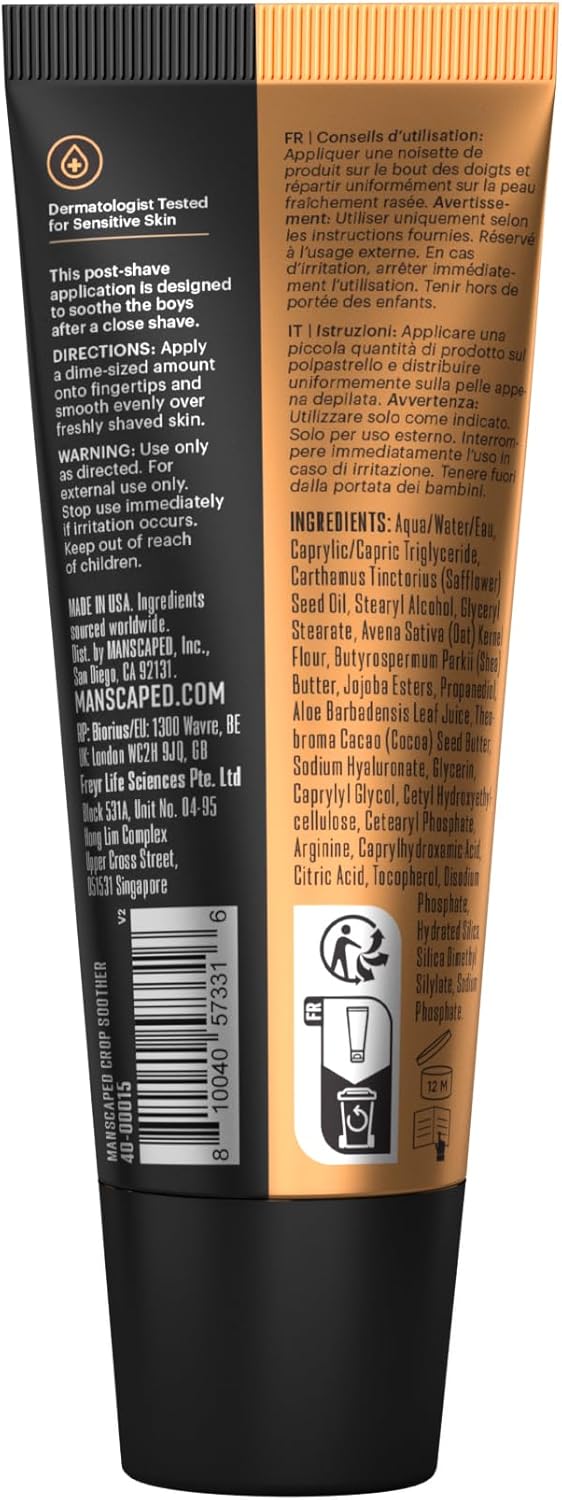 Dermatologist Tested
for Sensitive Skin
This post-shave
application is designed
to soothe the boys
after a close shave.
DIRECTIONS: Apply
a dime-sized amount
onto fingertips and
smooth evenly over
freshly shaved skin.
WARNING: Use only
as directed. For
external use only.
Stop use immediately
if irritation occurs.
Keep out of reach
of children.
MADE IN USA. Ingredients
sourced worldwide.
Dist. by MANSCAPED, Inc.,
San Diego, CA 92131.
MANSCAPED.COM
RP: Biorius/EU: 1300 Wavre, BE
UK: London WC2H 9JQ, GB
Freyr Life Sciences Pte. Ltd
Block 531A, Unit No. 04-95
Hong Lim Complex
Upper Cross Street,
051531 Singapore
V2
MANSCAPED CROP SOOTHER
40-00015
8 10040 57331 6
FR | Conseils d'utilisation:
Appliquer une noisette de
produit sur le bout des doigts et
répartir uniformément sur la peau
fraîchement rasée. Avertisse-
ment: Utiliser uniquement selon
les instructions fournies. Réservé
à l'usage externe. En cas
d'irritation, arrêter immédiate-
ment l'utilisation. Tenir hors de
portée des enfants.
IT | Istruzioni: Applicare una
piccola quantità di prodotto sul
polpastrello e distribuire
uniformemente sulla pelle appe-
na depilata. Avvertenza:
Utilizzare solo come indicato.
Solo per uso esterno. Interrom-
pere immediatamente l'uso in
caso di irritazione. Tenere fuori
dalla portata dei bambini.
INGREDIENTS: Aqua/Water/Eau,
Caprylic/Capric Triglyceride,
Carthamus Tinctorius (Safflower)
Seed Oil, Stearyl Alcohol, Glyceryl
Stearate, Avena Sativa (Oat) Kernel
Flour, Butyrospermum Parkii (Shea)
Butter, Jojoba Esters, Propanediol,
Aloe Barbadensis Leaf Juice, Theo-
broma Cacao (Cocoa) Seed Butter,
Sodium Hyaluronate, Glycerin,
Caprylyl Glycol, Cetyl Hydroxyethyl-
cellulose, Cetearyl Phosphate,
Arginine, Caprylhydroxamic Acid,
Citric Acid, Tocopherol, Disodium
Phosphate,
Hydrated Silica,
Silica Dimethyl
Silylate, Sodium
Phosphate.
FR
12 M